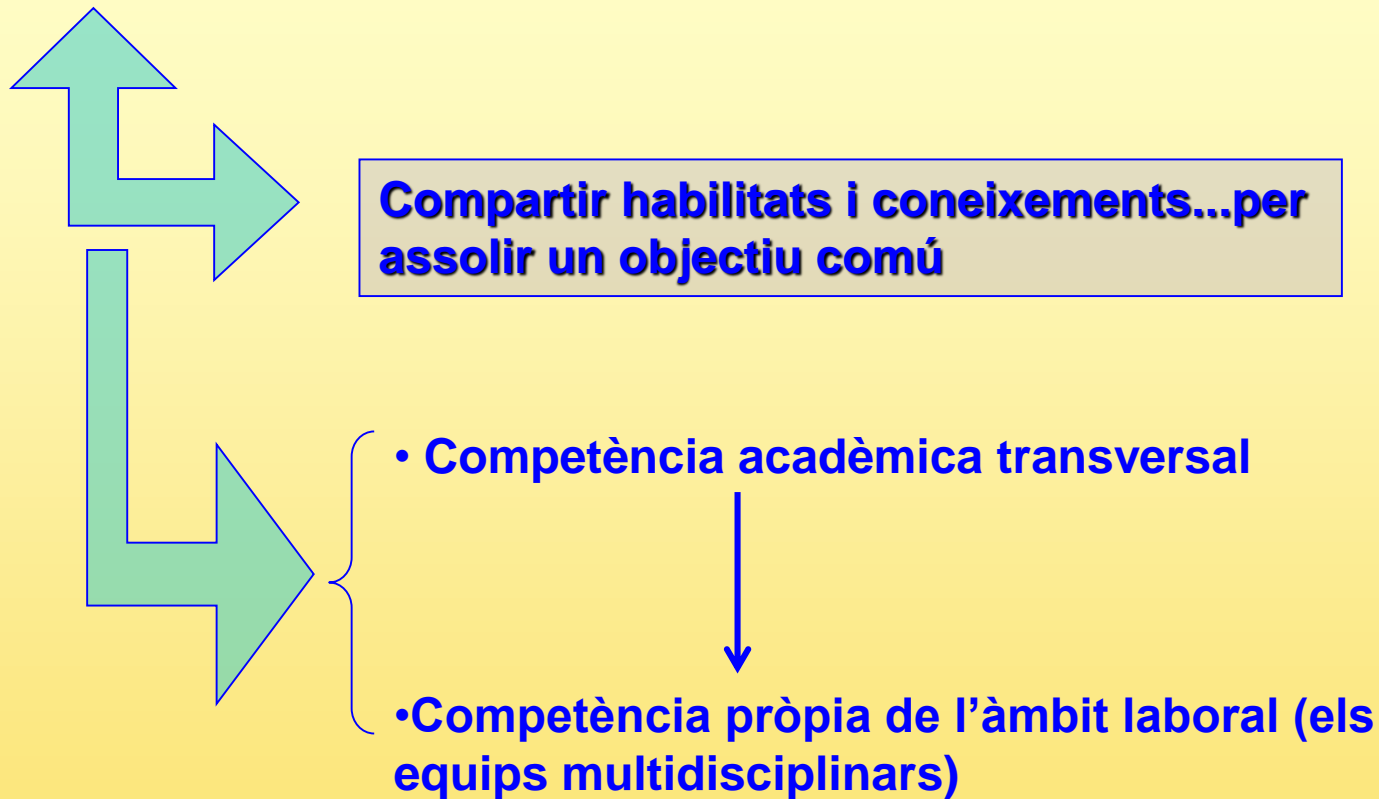 Compartir habilitats i coneixements...per
assolir un objectiu comú
• Competència acadèmica transversal
•Competència pròpia de l’àmbit laboral (els
equips multidisciplinars)